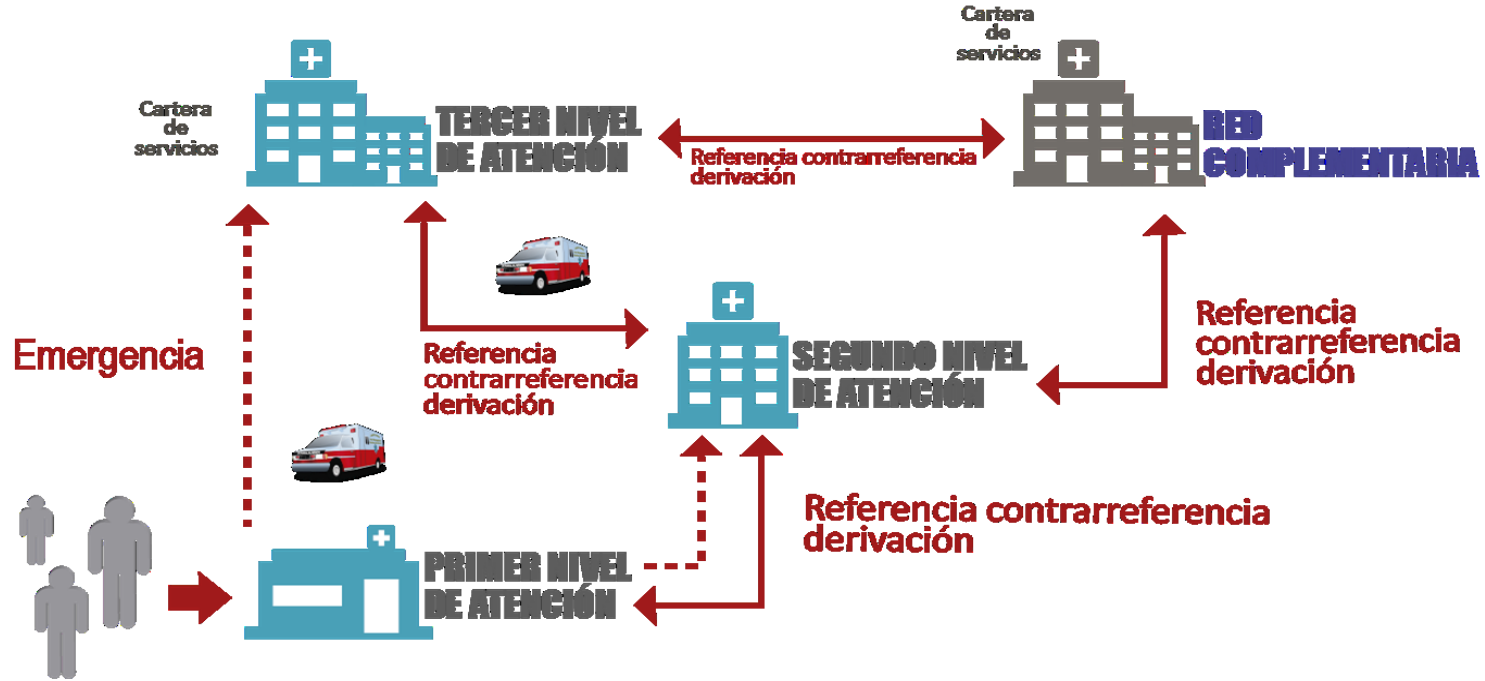 Cartera
de
servicios
Cartera
de
servicios
TERCER NIVEL
DE ATENCIÓN
RED
COMPLEMENTARIA
Referencia contrarreferencia
derivación
Emergencia
Referencia
contrarreferencia
derivación
SEGUNDO NIVEL
DE ATENCIÓN
Referencia
contrarreferencia
derivación
Referencia contrarreferencia
derivación
PRIMER NIVEL
DE ATENCIÓN